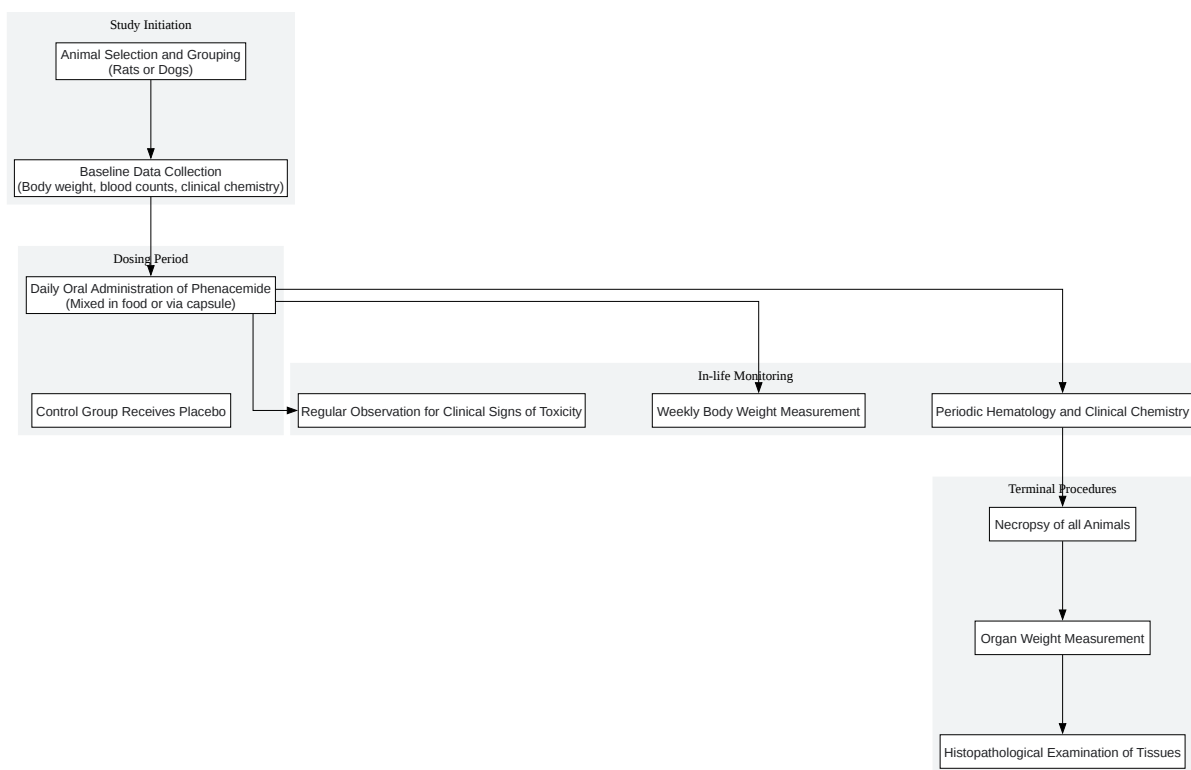 Study Initiation
Animal Selection and Grouping
(Rats or Dogs)
Baseline Data Collection
(Body weight, blood counts, clinical chemistry)
Dosing Period
Daily Oral Administration of Phenacemide
(Mixed in food or via capsule)
Control Group Receives Placebo
In-life Monitoring
Regular Observation for Clinical Signs of Toxicity
Weekly Body Weight Measurement
Periodic Hematology and Clinical Chemistry
Terminal Procedures
Necropsy of all Animals
Organ Weight Measurement
Histopathological Examination of Tissues